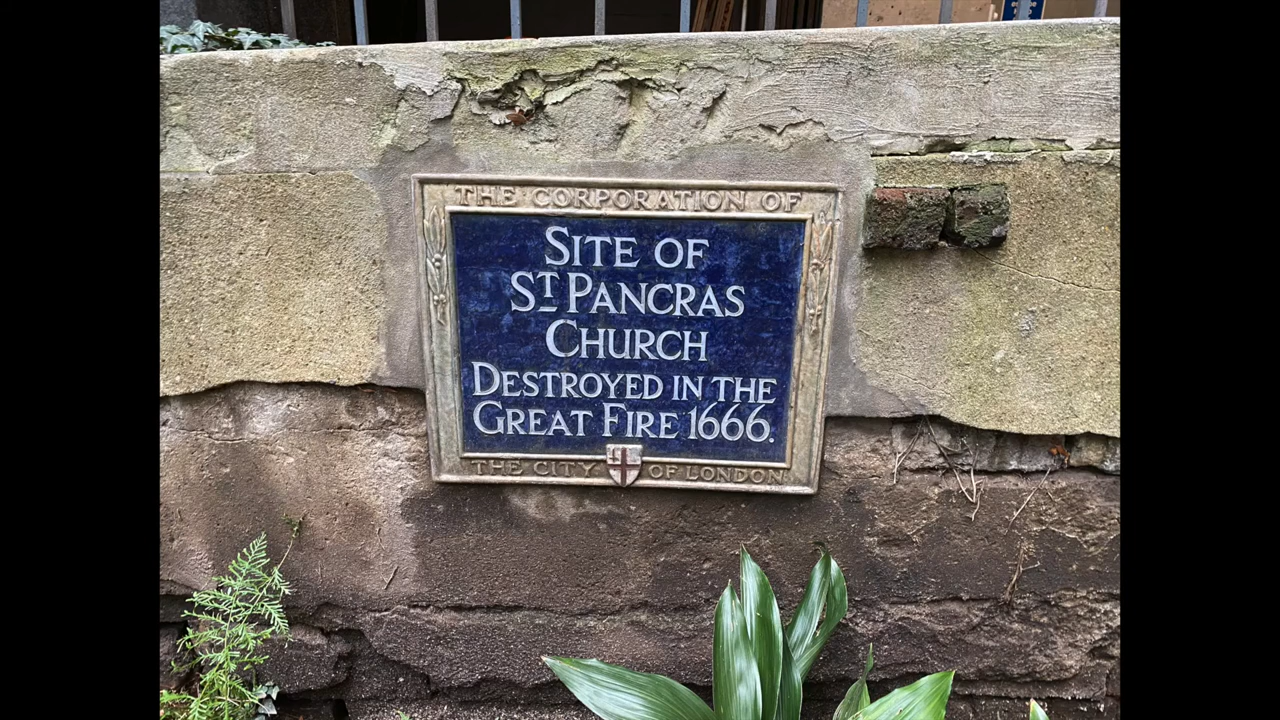 THE CORPORATION OF
SITE OF
ST PANCRAS
CHURCH
DESTROYED IN THE
GREAT FIRE 1666.
THE CITY OF LONDON